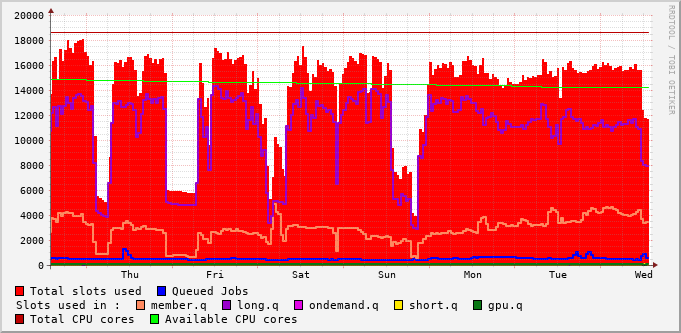 20000
18000
16000
14000
12000
10000
8000
6000
4000
2000
0
Thu Fri Sat Sun Mon Tue Wed
RRDTOOL / TOBI OETIKER
Total slots used Queued Jobs
Slots used in : member.q long.q ondemand.q short.q gpu.q
Total CPU cores Available CPU cores